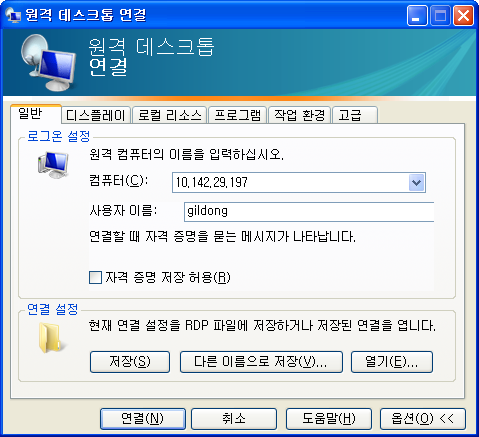 원격 데스크톱 연결
원격 데스크톱
연결
일반 디스플레이 로컬 리소스 프로그램 작업 환경 고급
로그온 설정
원격 컴퓨터의 이름을 입력하십시오.
컴퓨터(C): 10.142.29.197
사용자 이름: gildong
연결할 때 자격 증명을 묻는 메시지가 나타납니다.
자격 증명 저장 허용(R)
연결 설정
현재 연결 설정을 RDP 파일에 저장하거나 저장된 연결을 엽니다.
저장(S) 다른 이름으로 저장(V)... 열기(E)...
연결(N) 취소 도움말(H) 옵션(O) <<